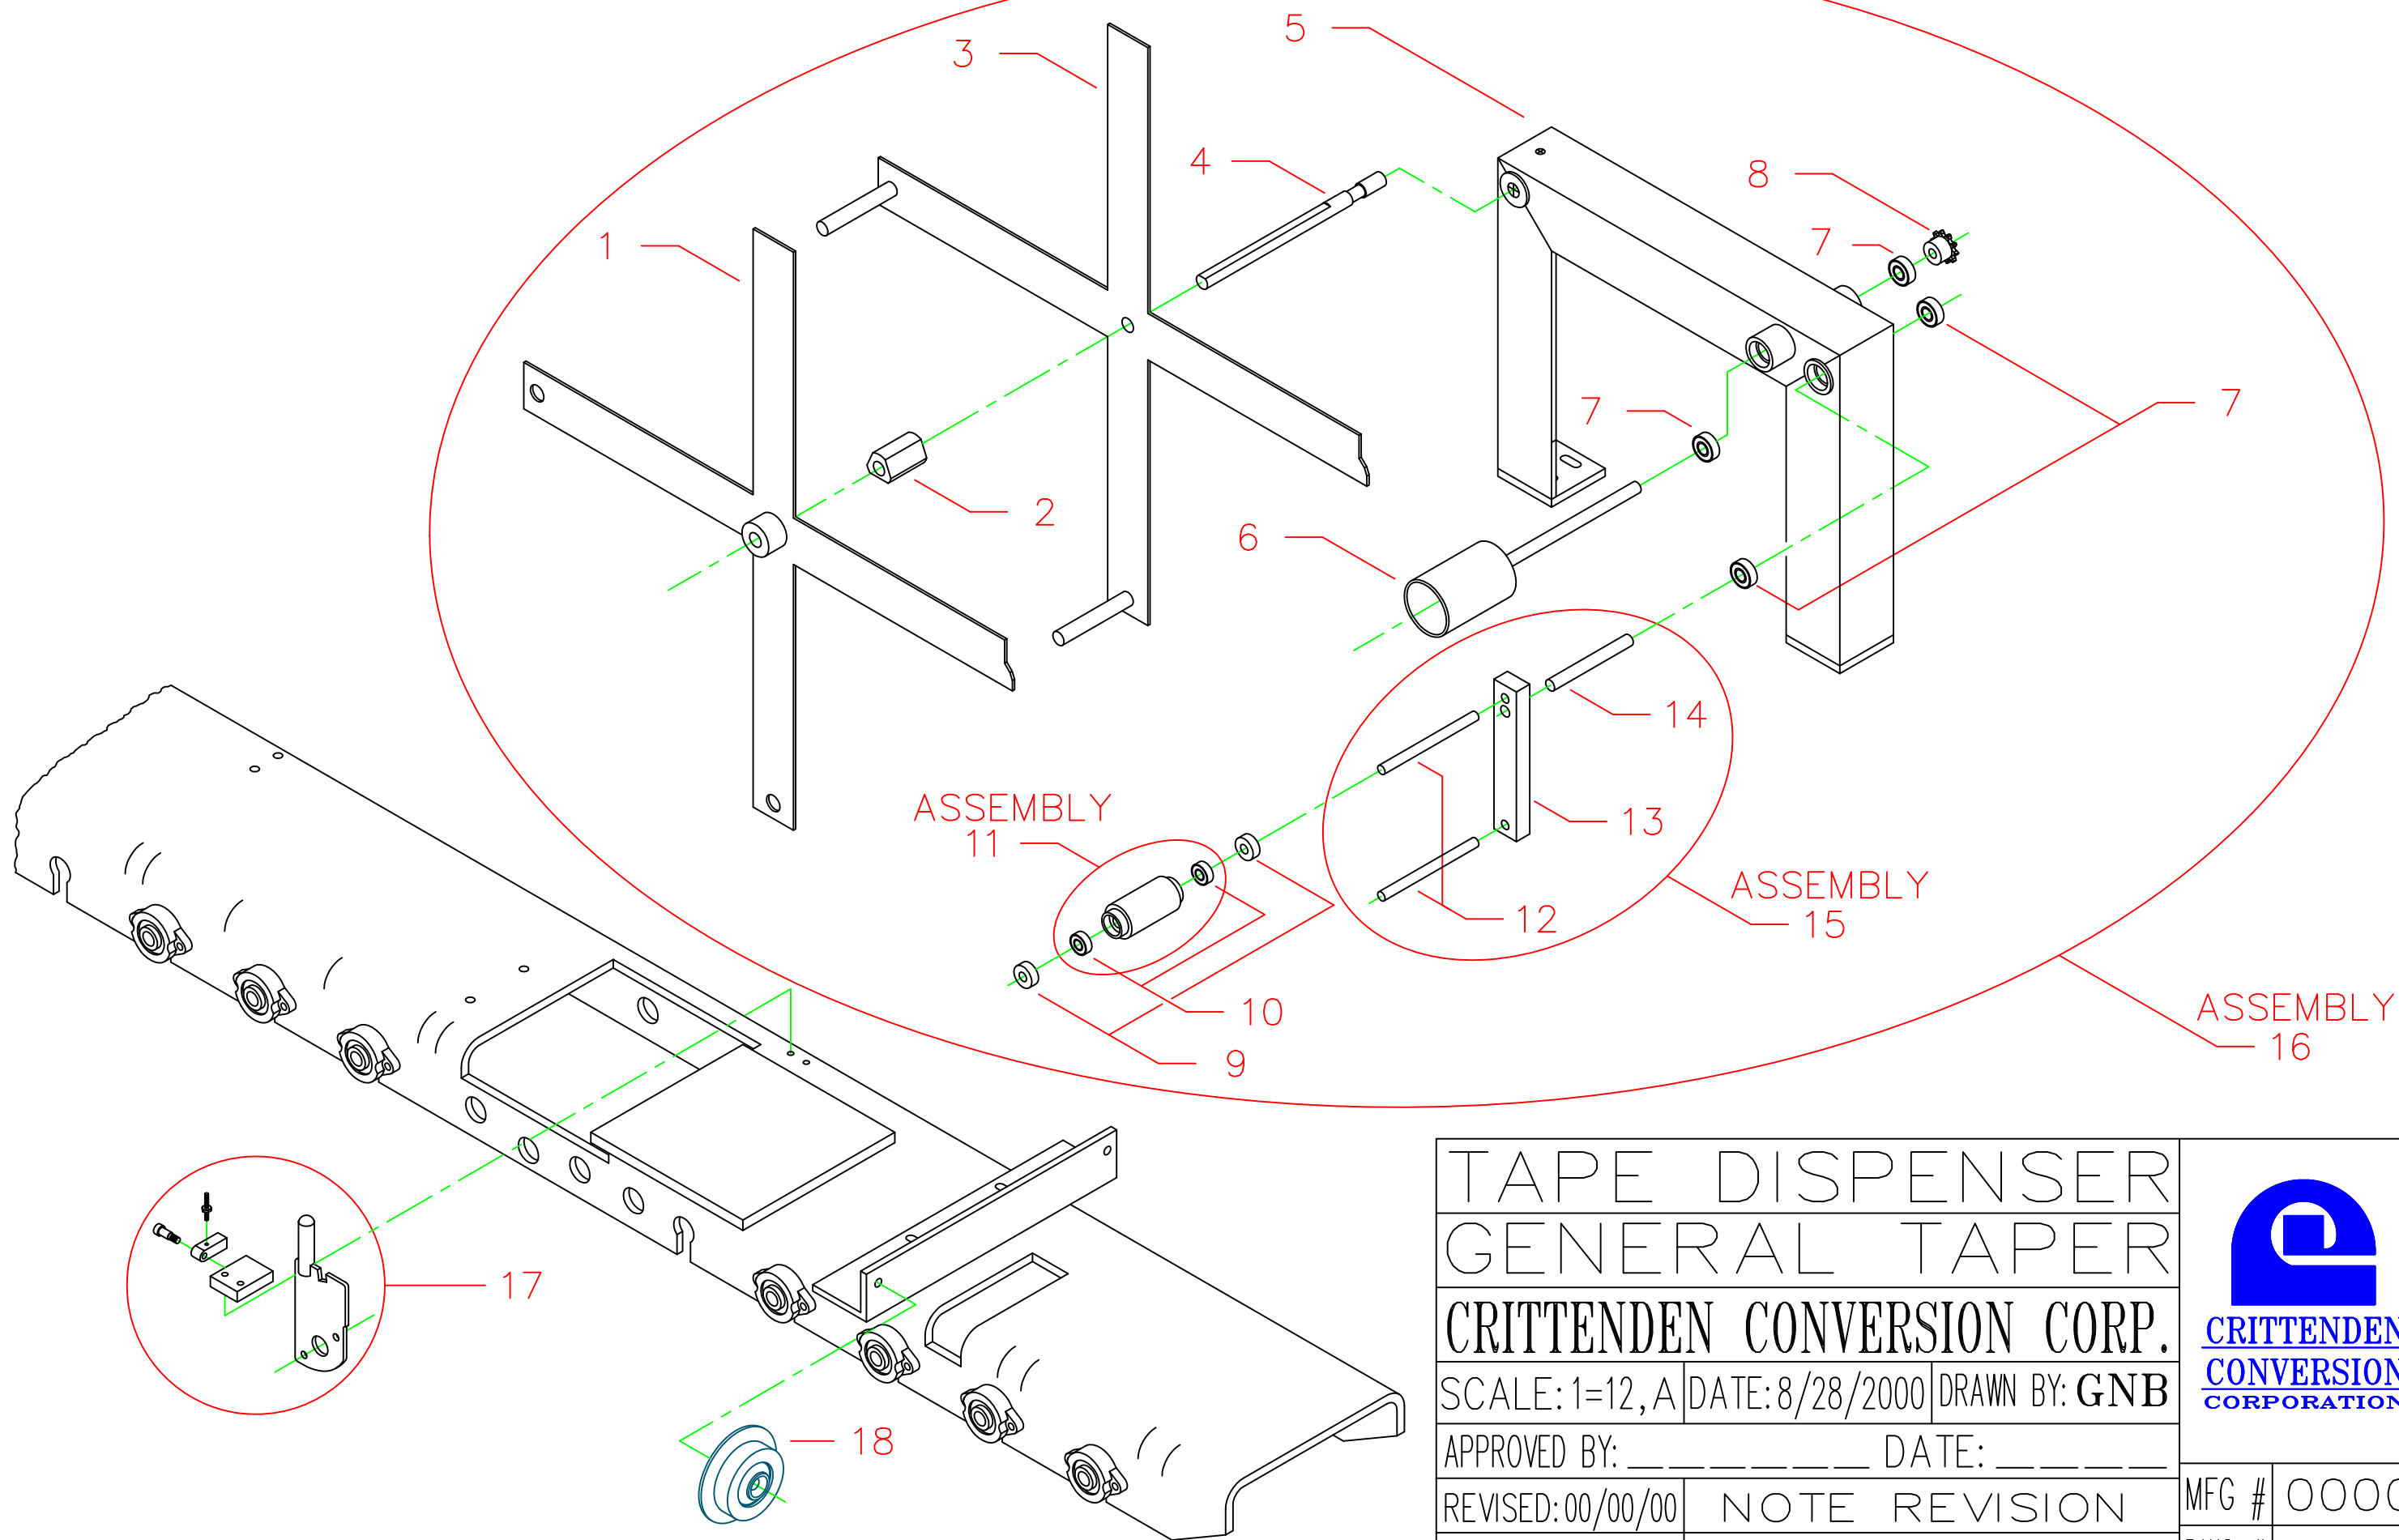 5
3
4
8
1
7
7
7
2
6
14
ASSEMBLY
11
13
ASSEMBLY
15
12
10
ASSEMBLY
16
9
17
18
TAPE DISPENSER
GENERAL TAPER
CRITTENDEN CONVERSION CORP.
SCALE: 1=12, A DATE: 8/28/2000 DRAWN BY: GNB
APPROVED BY: _ _ _ _ _ _ DATE: _ _ _ _
REVISED: 00/00/00 NOTE REVISION
CRITTENDEN
CONVERSION
CORPORATION
MFG # 000